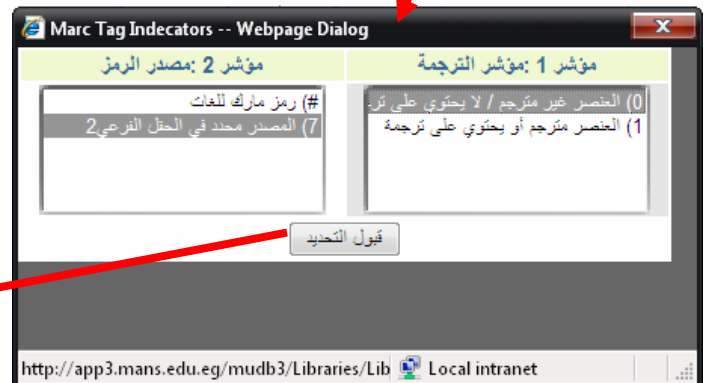 Marc Tag Indecators -- Webpage Dialog
مؤشر 1 :مؤشر الترجمة
مؤشر 2 :مصدر الرمز
0) العنصر غير مترجم / لا يحتوي على تر
1) العنصر مترجم أو يحتوي على ترجمة
#) رمز مارك للغات
7) المصدر محدد في الحقل الفرعي2
قبول التحديد
http://app3.mans.edu.eg/mudb3/Libraries/Lib Local intranet